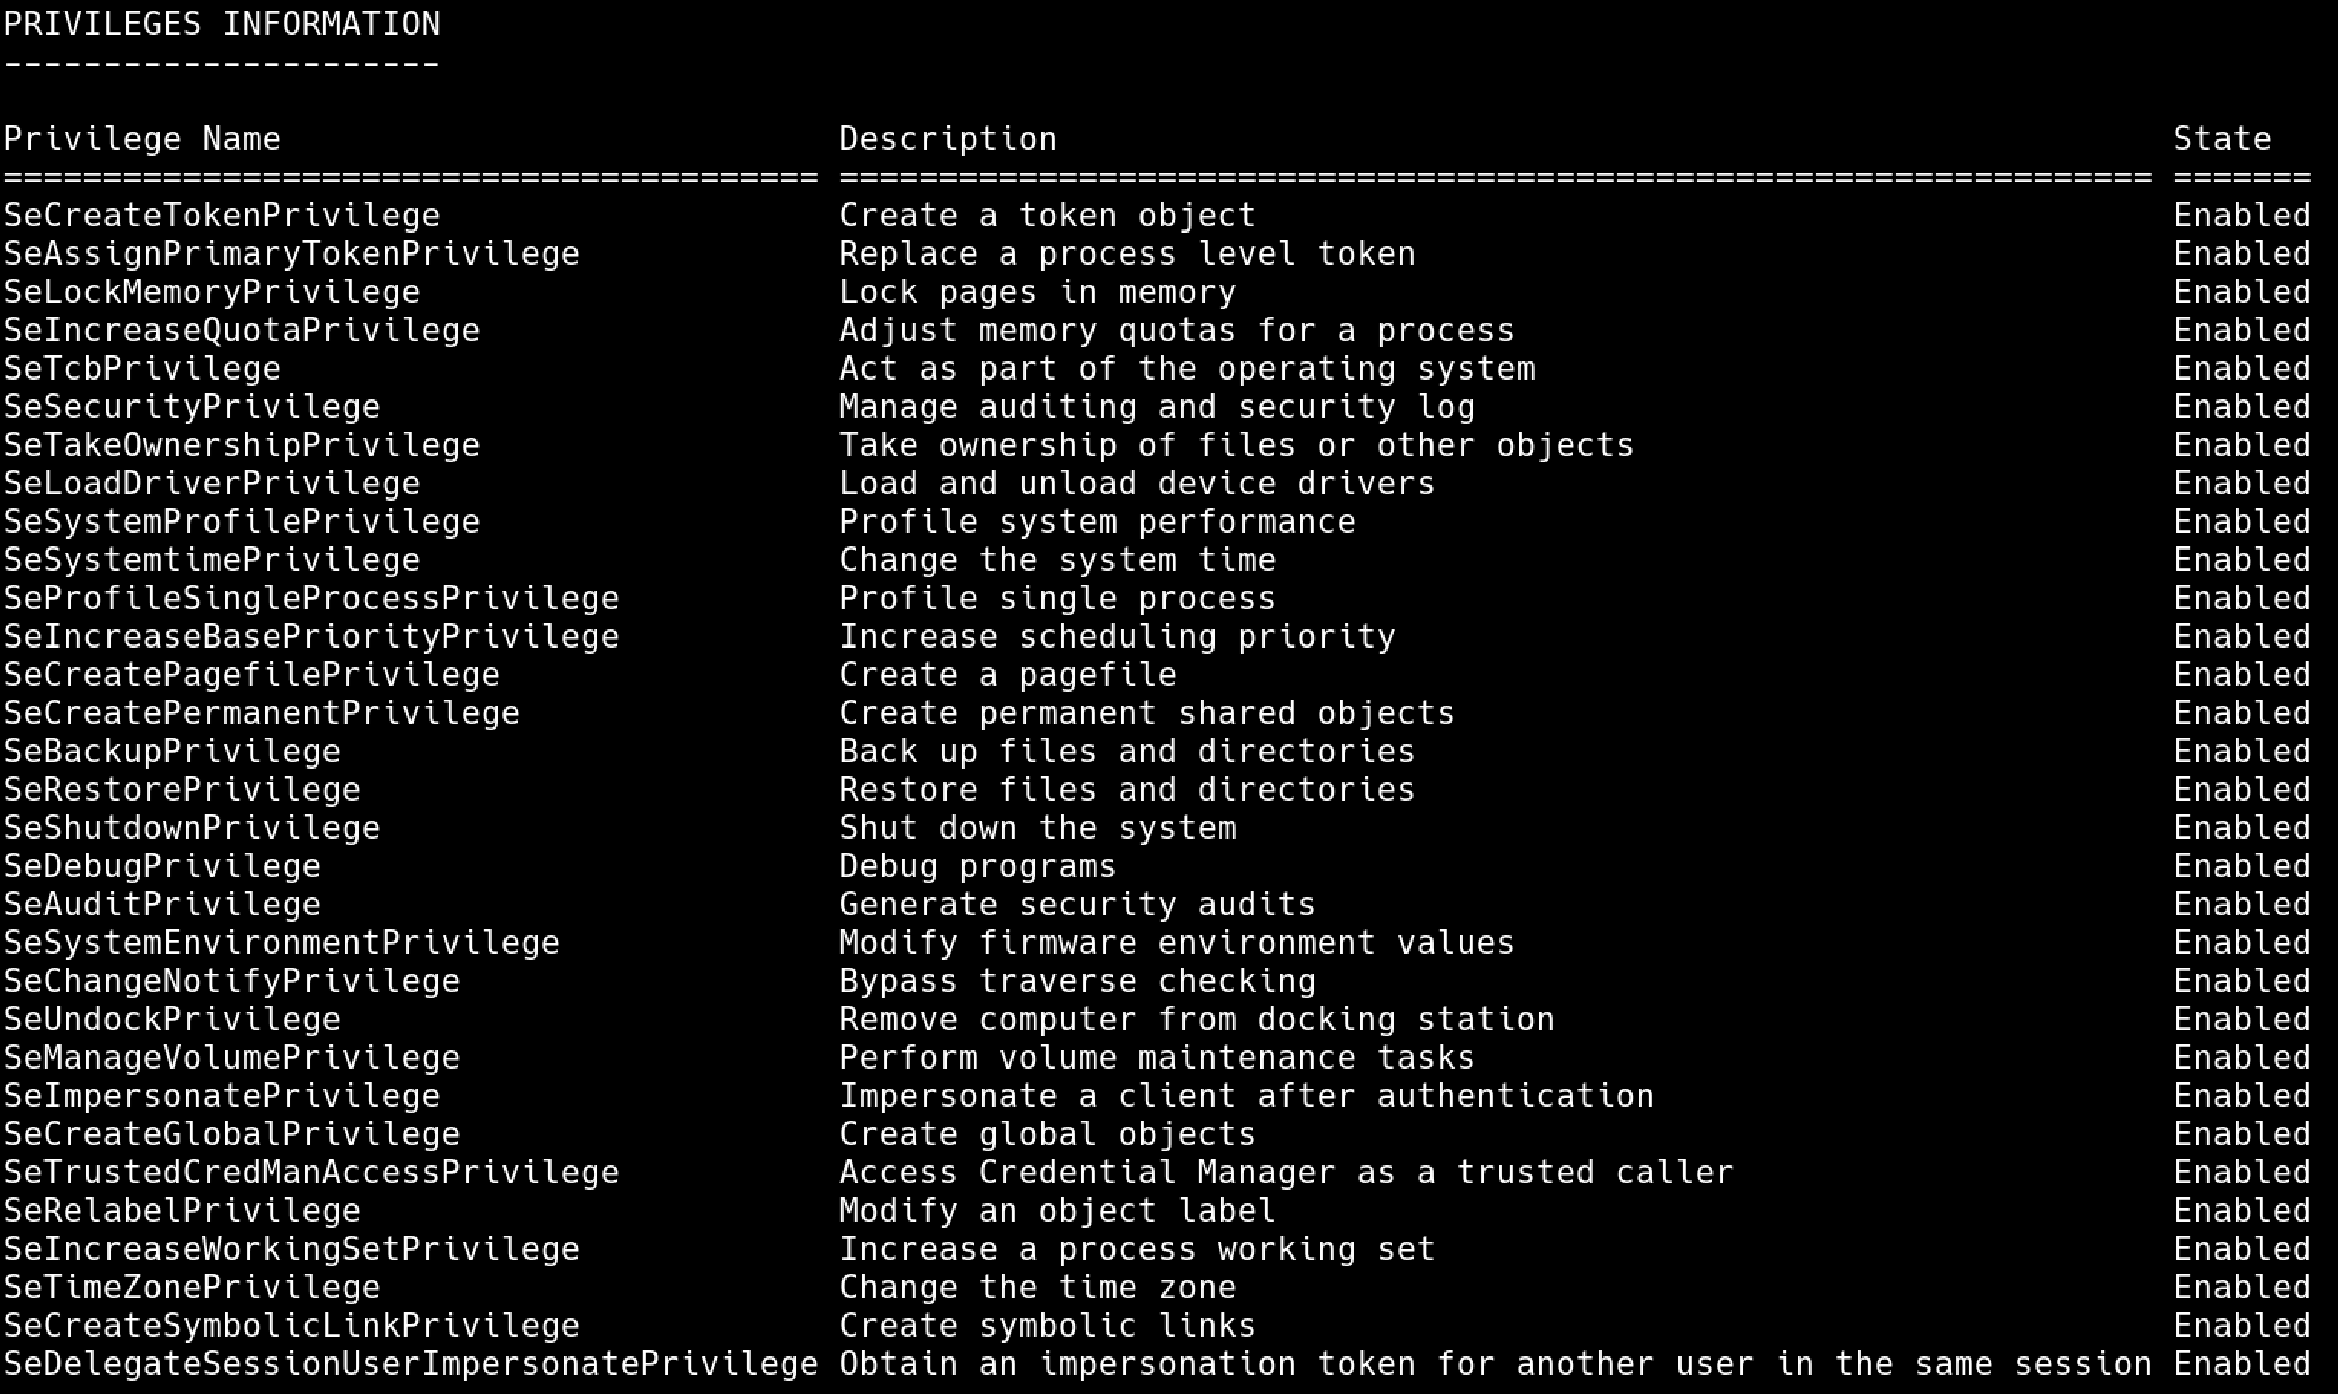 PRIVILEGES INFORMATION
----------------------
Privilege Name Description State
========================================= ================================================================== =======
SeCreateTokenPrivilege Create a token object Enabled
SeAssignPrimaryTokenPrivilege Replace a process level token Enabled
SeLockMemoryPrivilege Lock pages in memory Enabled
SeIncreaseQuotaPrivilege Adjust memory quotas for a process Enabled
SeTcbPrivilege Act as part of the operating system Enabled
SeSecurityPrivilege Manage auditing and security log Enabled
SeTakeOwnershipPrivilege Take ownership of files or other objects Enabled
SeLoadDriverPrivilege Load and unload device drivers Enabled
SeSystemProfilePrivilege Profile system performance Enabled
SeSystemtimePrivilege Change the system time Enabled
SeProfileSingleProcessPrivilege Profile single process Enabled
SeIncreaseBasePriorityPrivilege Increase scheduling priority Enabled
SeCreatePagefilePrivilege Create a pagefile Enabled
SeCreatePermanentPrivilege Create permanent shared objects Enabled
SeBackupPrivilege Back up files and directories Enabled
SeRestorePrivilege Restore files and directories Enabled
SeShutdownPrivilege Shut down the system Enabled
SeDebugPrivilege Debug programs Enabled
SeAuditPrivilege Generate security audits Enabled
SeSystemEnvironmentPrivilege Modify firmware environment values Enabled
SeChangeNotifyPrivilege Bypass traverse checking Enabled
SeUndockPrivilege Remove computer from docking station Enabled
SeManageVolumePrivilege Perform volume maintenance tasks Enabled
SeImpersonatePrivilege Impersonate a client after authentication Enabled
SeCreateGlobalPrivilege Create global objects Enabled
SeTrustedCredManAccessPrivilege Access Credential Manager as a trusted caller Enabled
SeRelabelPrivilege Modify an object label Enabled
SeIncreaseWorkingSetPrivilege Increase a process working set Enabled
SeTimeZonePrivilege Change the time zone Enabled
SeCreateSymbolicLinkPrivilege Create symbolic links Enabled
SeDelegateSessionUserImpersonatePrivilege Obtain an impersonation token for another user in the same session Enabled